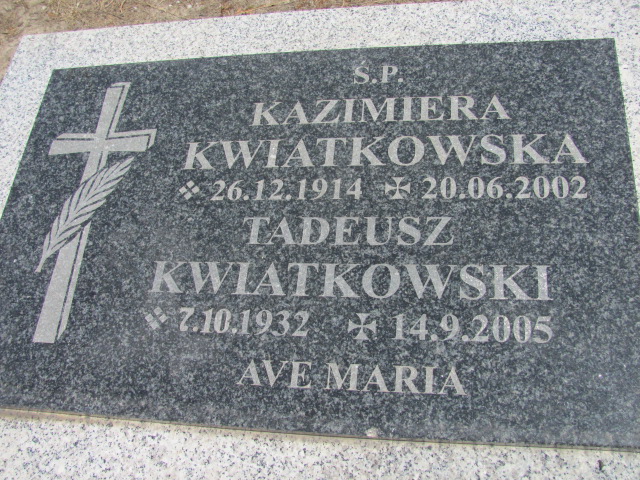 Ś.P.
KAZIMIERA
KWIATKOWSKA
26.12.1914 ✠ 20.06.2002
TADEUSZ
KWIATKOWSKI
7.10.1932 ✠ 14.9.2005
AVE MARIA